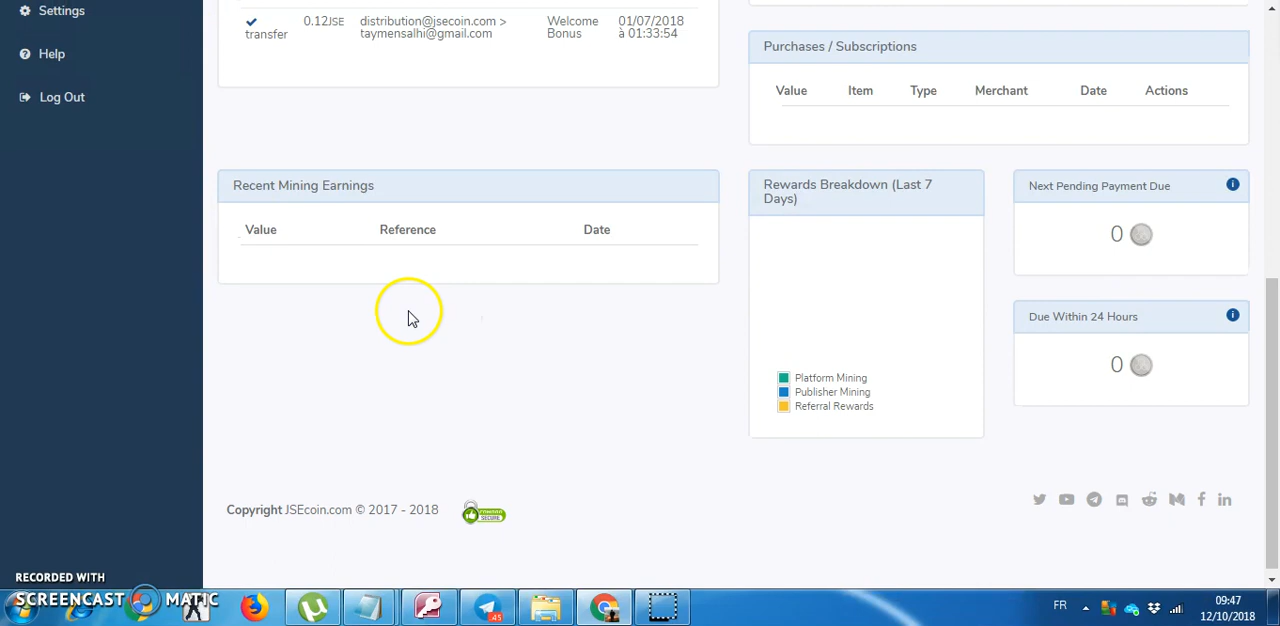 Settings
Help
Log Out
transfer
0.12JSE
distribution@jsecoin.com >
taymensalhi@gmail.com
Welcome
Bonus
01/07/2018
à 01:33:54
Purchases / Subscriptions
Value Item Type Merchant Date Actions
Recent Mining Earnings
Value Reference Date
Rewards Breakdown (Last 7
Days)
Platform Mining
Publisher Mining
Referral Rewards
Next Pending Payment Due
0
Due Within 24 Hours
0
Copyright JSEcoin.com © 2017 - 2018
SECURE
RECORDED WITH
SCREENCAST MATIC
45
FR
09:47
12/10/2018